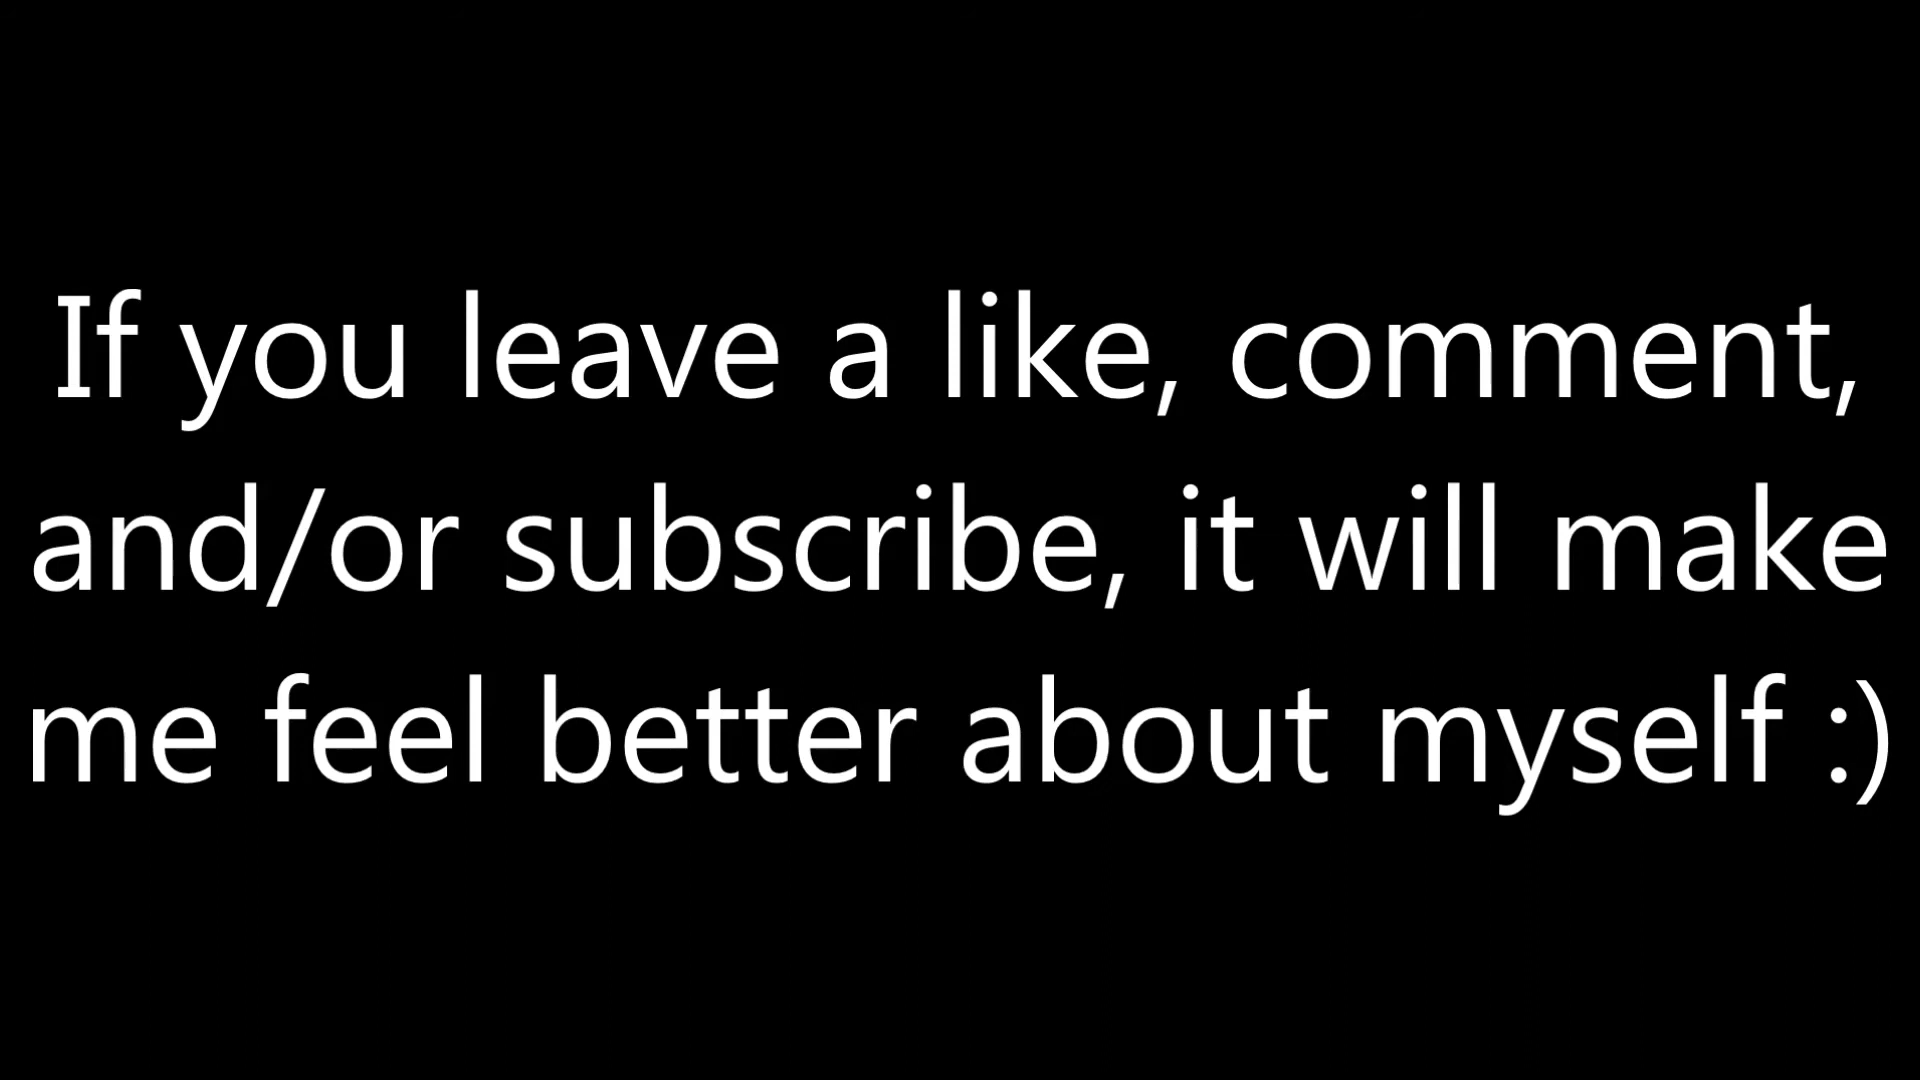 If you leave a like, comment,
and/or subscribe, it will make
me feel better about myself :)